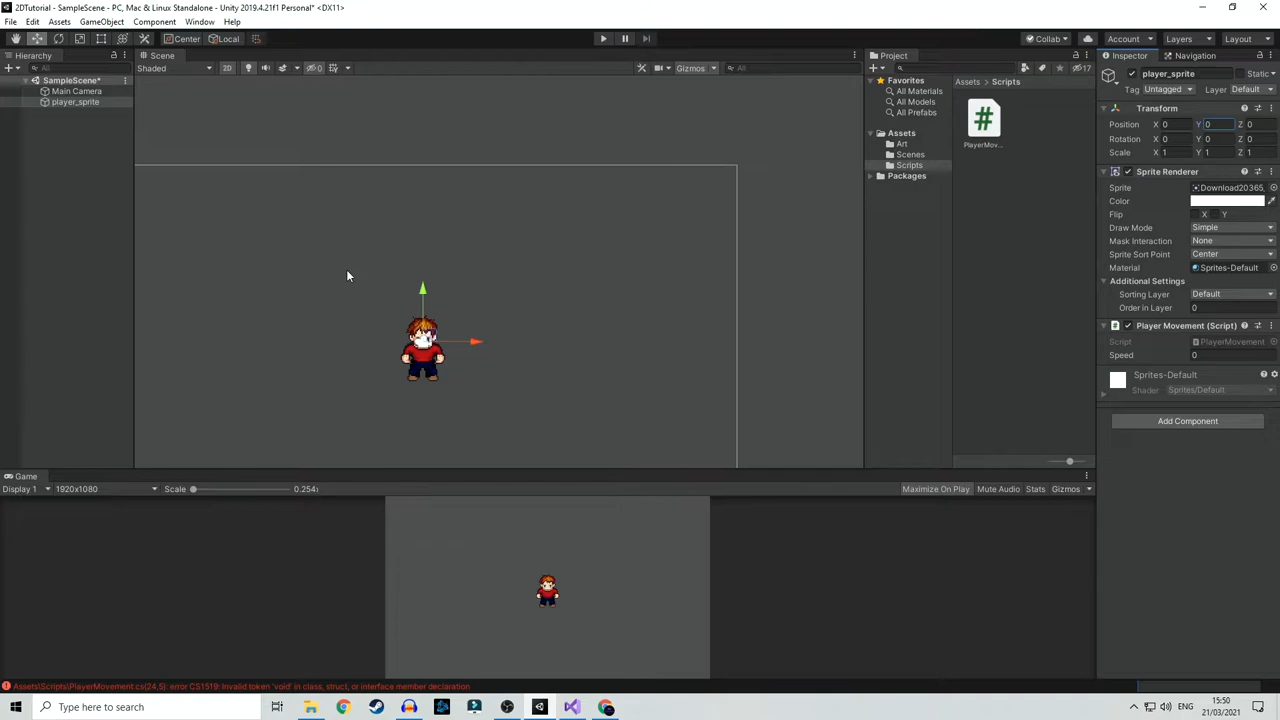 2DTutorial - SampleScene - PC, Mac & Linux Standalone - Unity 2019.4.21f1 Personal* <DX11>
File Edit Assets GameObject Component Window Help
Center Local Collab Account Layers Layout
Hierarchy Scene Project Inspector Navigation
All Shaded 2D 0 Gizmos All 17 player_sprite Static
SampleScene* Favorites Assets Scripts Tag Untagged Layer Default
Main Camera All Materials
player_sprite All Models
All Prefabs
Transform
Position X 0 Y 0 Z 0
Assets
Rotation X 0 Y 0 Z 0
Art # PlayerMov...
Scale X 1 Y 1 Z 1
Scenes
Scripts
Packages
Sprite Renderer
Sprite Download20365_
Color
Flip X Y
Draw Mode Simple
Mask Interaction None
Sprite Sort Point Center
Material Sprites-Default
Additional Settings
Sorting Layer Default
Order in Layer 0
# Player Movement (Script)
Script PlayerMovement
Speed 0
Sprites-Default
Shader Sprites/Default
Add Component
Game
Display 1 1920x1080 Scale 0.254 Maximize On Play Mute Audio Stats Gizmos
Assets\Scripts\PlayerMovement.cs(24,5): error CS1519: Invalid token 'void' in class, struct, or interface member declaration
Type here to search
ENG
15:50
21/03/2021